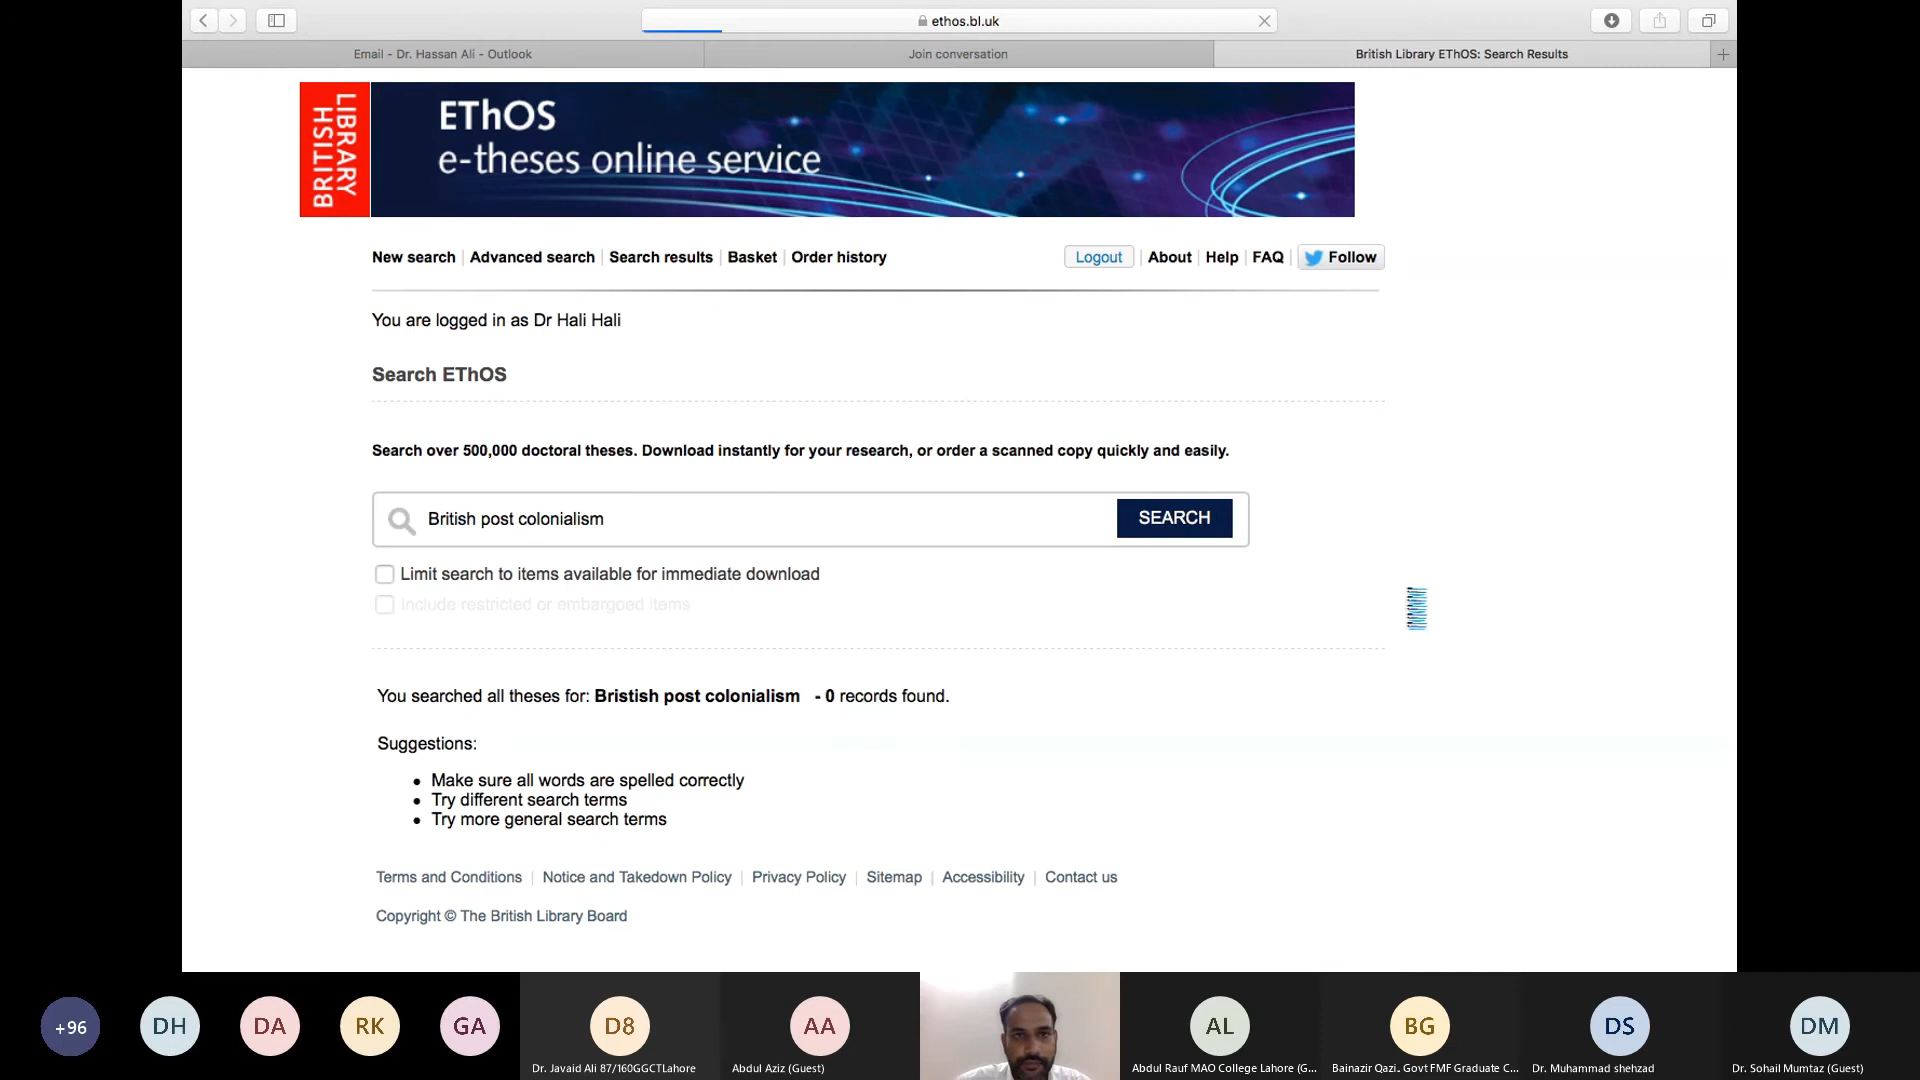 ethos.bl.uk
Email - Dr. Hassan Ali - Outlook
Join conversation
British Library EThOS: Search Results
BRITISH
LIBRARY
EThOS
e-theses online service
New search
Advanced search
Search results
Basket
Order history
Logout
About
Help
FAQ
Follow
You are logged in as Dr Hali Hali
Search EThOS
Search over 500,000 doctoral theses. Download instantly for your research, or order a scanned copy quickly and easily.
British post colonialism
SEARCH
Limit search to items available for immediate download
Include restricted or embargoed items
You searched all theses for: Bristish post colonialism - 0 records found.
Suggestions:
Make sure all words are spelled correctly
Try different search terms
Try more general search terms
Terms and Conditions
Notice and Takedown Policy
Privacy Policy
Sitemap
Accessibility
Contact us
Copyright © The British Library Board
+96
DH
DA
RK
GA
D8
AA
AL
BG
DS
DM
Dr. Javaid Ali 87/160GGCTLahore
Abdul Aziz (Guest)
Abdul Rauf MAO College Lahore (G...
Bainazir Qazi.. Govt FMF Graduate C...
Dr. Muhammad shehzad
Dr. Sohail Mumtaz (Guest)